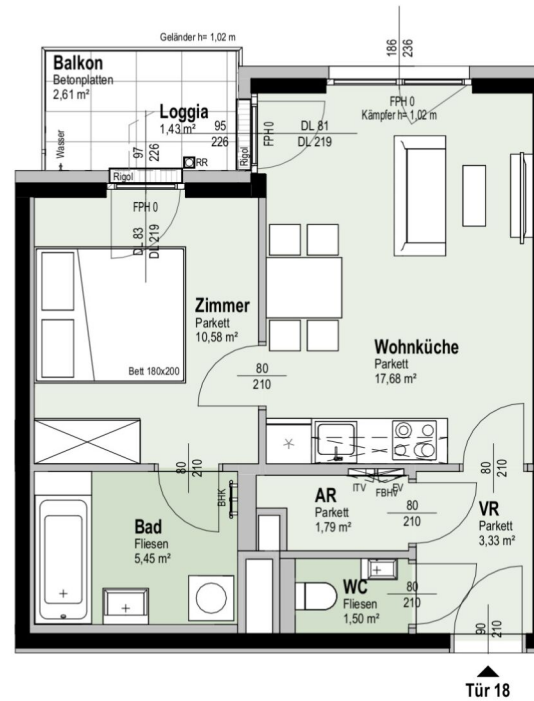 Geländer h= 1,02 m
186
236
Balkon
Betonplatten
2,61 m²
Loggia
1,43 m²
Wasser
97
226
RR
Rigol
95
226
Rigol
FPH 0
DL 81
DL 219
FPH 0
Kämpfer h= 1,02 m
FPH 0
DL 83
DL 219
Zimmer
Parkett
10,58 m²
Bett 180x200
80
210
Wohnküche
Parkett
17,68 m²
80
210
BHK
Bad
Fliesen
5,45 m²
ITV
FBHV
EV
AR
Parkett
1,79 m²
80
210
80
210
VR
Parkett
3,33 m²
WC
Fliesen
1,50 m²
80
210
90
210
Tür 18